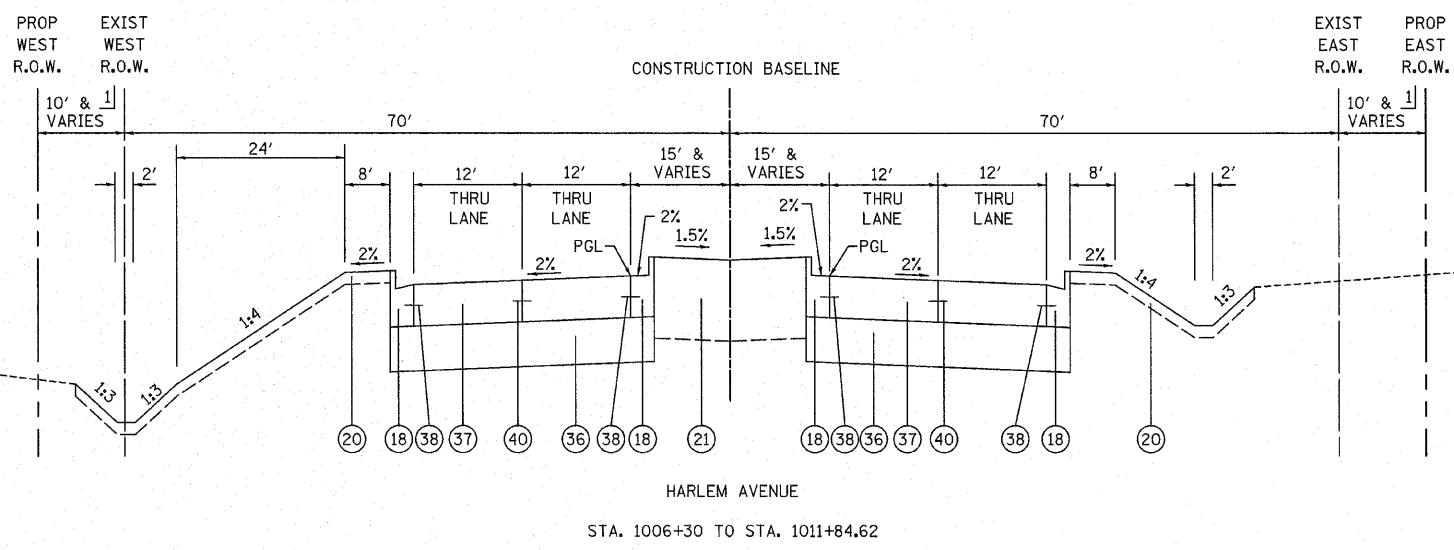 PROP WEST R.O.W.
EXIST WEST R.O.W.
CONSTRUCTION BASELINE
EXIST EAST R.O.W.
PROP EAST R.O.W.
10' & VARIES 1
70'
70'
10' & VARIES 1
24'
2'
8'
12' THRU LANE
12' THRU LANE
15' & VARIES
15' & VARIES
12' THRU LANE
12' THRU LANE
8'
2'
2%
2%
PGL
2%
1.5%
1.5%
2%
PGL
2%
2%
1:4
1:3
1:3
1:4
1:3
20
18
38
37
40
36
38
18
21
18
38
36
37
40
38
18
20
HARLEM AVENUE
STA. 1006+30 TO STA. 1011+84.62